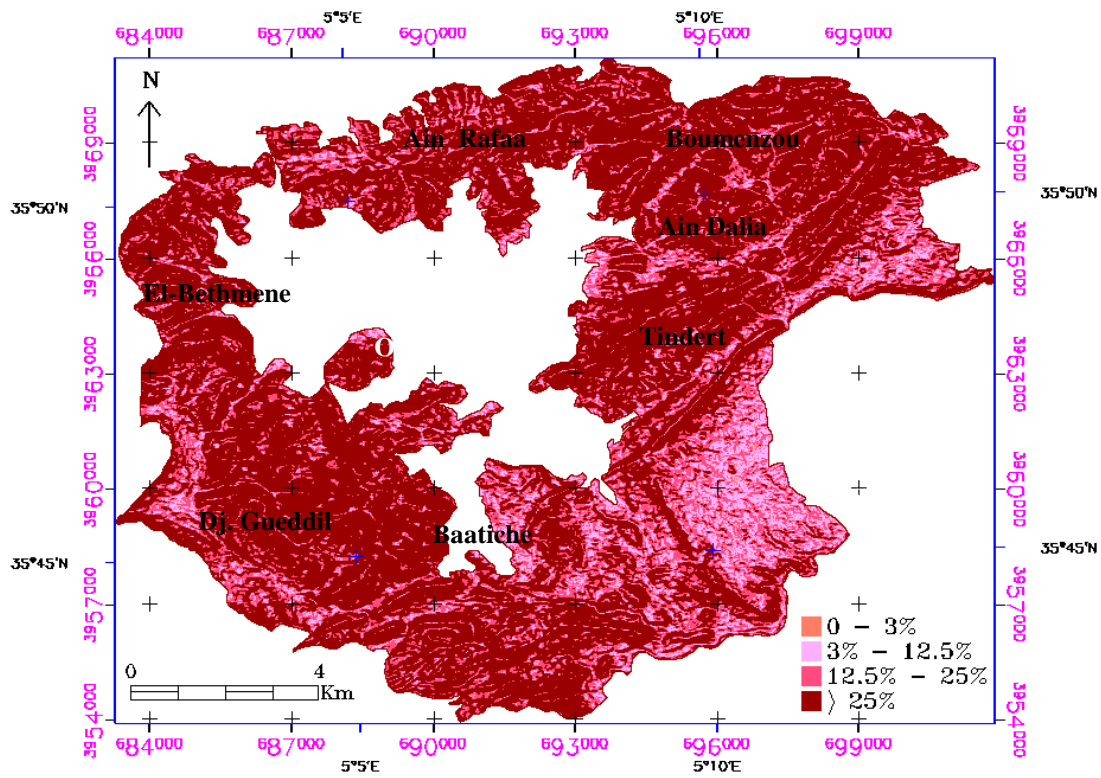 5°5'E 5°10'E
684000 687000 690000 693000 696000 699000
N
3969000 Ain Rafaa Boumenzou 3969000
35°50'N 35°50'N
Ain Dalia
3966000 3966000
El-Bethmene
Tindert
O
3963000 3963000
3960000 3960000
Dj. Gueddil Baatiche
35°45'N 35°45'N
3957000 3957000
0 – 3%
3% – 12.5%
12.5% – 25%
⟩ 25%
0 4
Km
3954000 3954000
684000 687000 690000 693000 696000 699000
5°5'E 5°10'E